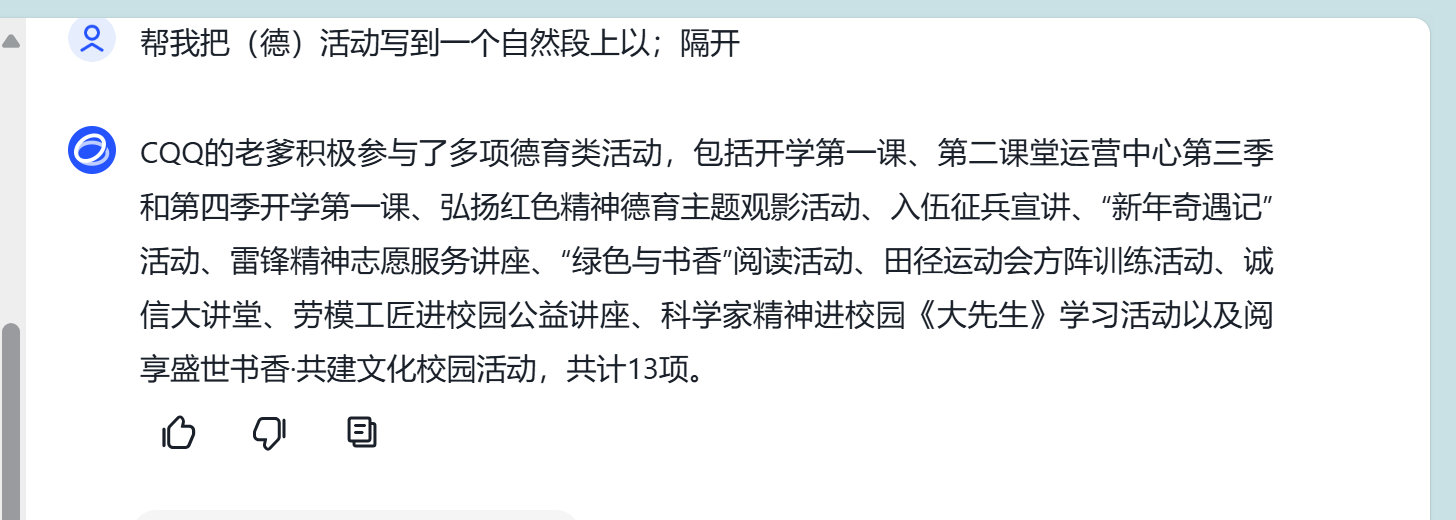 帮我把（德）活动写到一个自然段上以；隔开
CQQ的老爹积极参与了多项德育类活动，包括开学第一课、第二课堂运营中心第三季
和第四季开学第一课、弘扬红色精神德育主题观影活动、入伍征兵宣讲、“新年奇遇记”
活动、雷锋精神志愿服务讲座、“绿色与书香”阅读活动、田径运动会方阵训练活动、诚
信大讲堂、劳模工匠进校园公益讲座、科学家精神进校园《大先生》学习活动以及阅
享盛世书香·共建文化校园活动，共计13项。